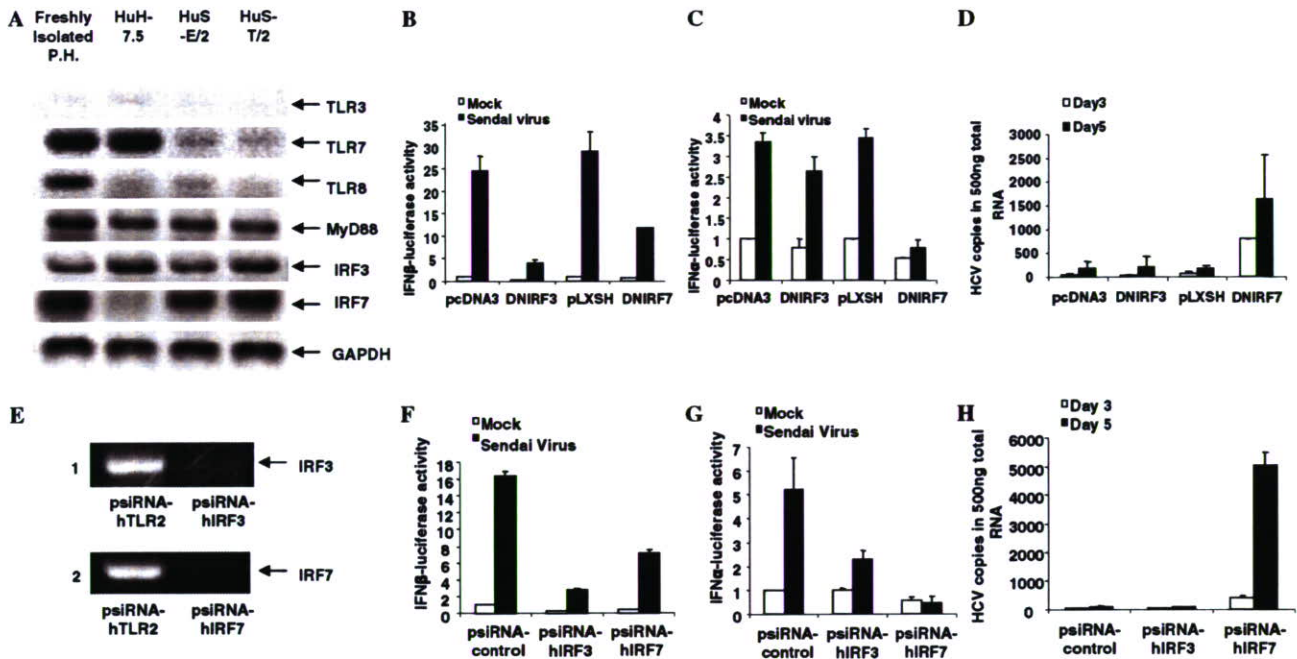 A
Freshly Isolated P.H.
HuH-7.5
HuS-E/2
HuS-T/2
TLR3
TLR7
TLR8
MyD88
IRF3
IRF7
GAPDH
B
Mock
Sendai virus
IFNβ-luciferase activity
35
30
25
20
15
10
5
0
pcDNA3 DNIRF3 pLXSH DNIRF7
C
Mock
Sendai virus
IFNα-luciferase activity
4
3.5
3
2.5
2
1.5
1
0.5
0
pcDNA3 DNIRF3 pLXSH DNIRF7
D
Day3
Day5
HCV copies in 500ng total RNA
3000
2500
2000
1500
1000
500
0
pcDNA3 DNIRF3 pLXSH DNIRF7
E
1
IRF3
psiRNA-hTLR2
psiRNA-hIRF3
2
IRF7
psiRNA-hTLR2
psiRNA-hIRF7
F
Mock
Sendai Virus
IFNβ-luciferase activity
18
16
14
12
10
8
6
4
2
0
psiRNA-control
psiRNA-hIRF3
psiRNA-hIRF7
G
Mock
Sendai Virus
IFNα-luciferase activity
7
6
5
4
3
2
1
0
psiRNA-control
psiRNA-hIRF3
psiRNA-hIRF7
H
Day 3
Day 5
HCV copies in 500ng total RNA
6000
5000
4000
3000
2000
1000
0
psiRNA-control
psiRNA-hIRF3
psiRNA-hIRF7